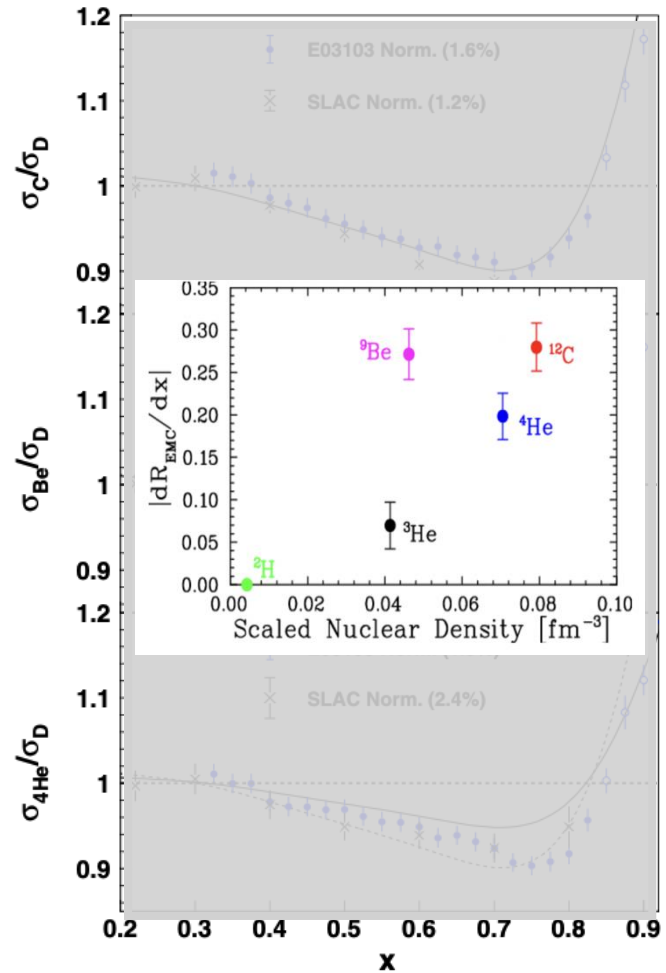 1.2
E03103 Norm. (1.6%)
1.1
SLAC Norm. (1.2%)
σC/σD
1
0.9
1.2
1.1
σBe/σD
1
0.9
0.35
0.30
0.25
0.20
0.15
0.10
0.05
0.00
|dR_EMC/dx|
⁹Be
¹²C
⁴He
³He
²H
0.00 0.02 0.04 0.06 0.08 0.10
Scaled Nuclear Density [fm⁻³]
1.2
SLAC Norm. (2.4%)
1.1
σ4He/σD
1
0.9
0.2 0.3 0.4 0.5 0.6 0.7 0.8 0.9
x